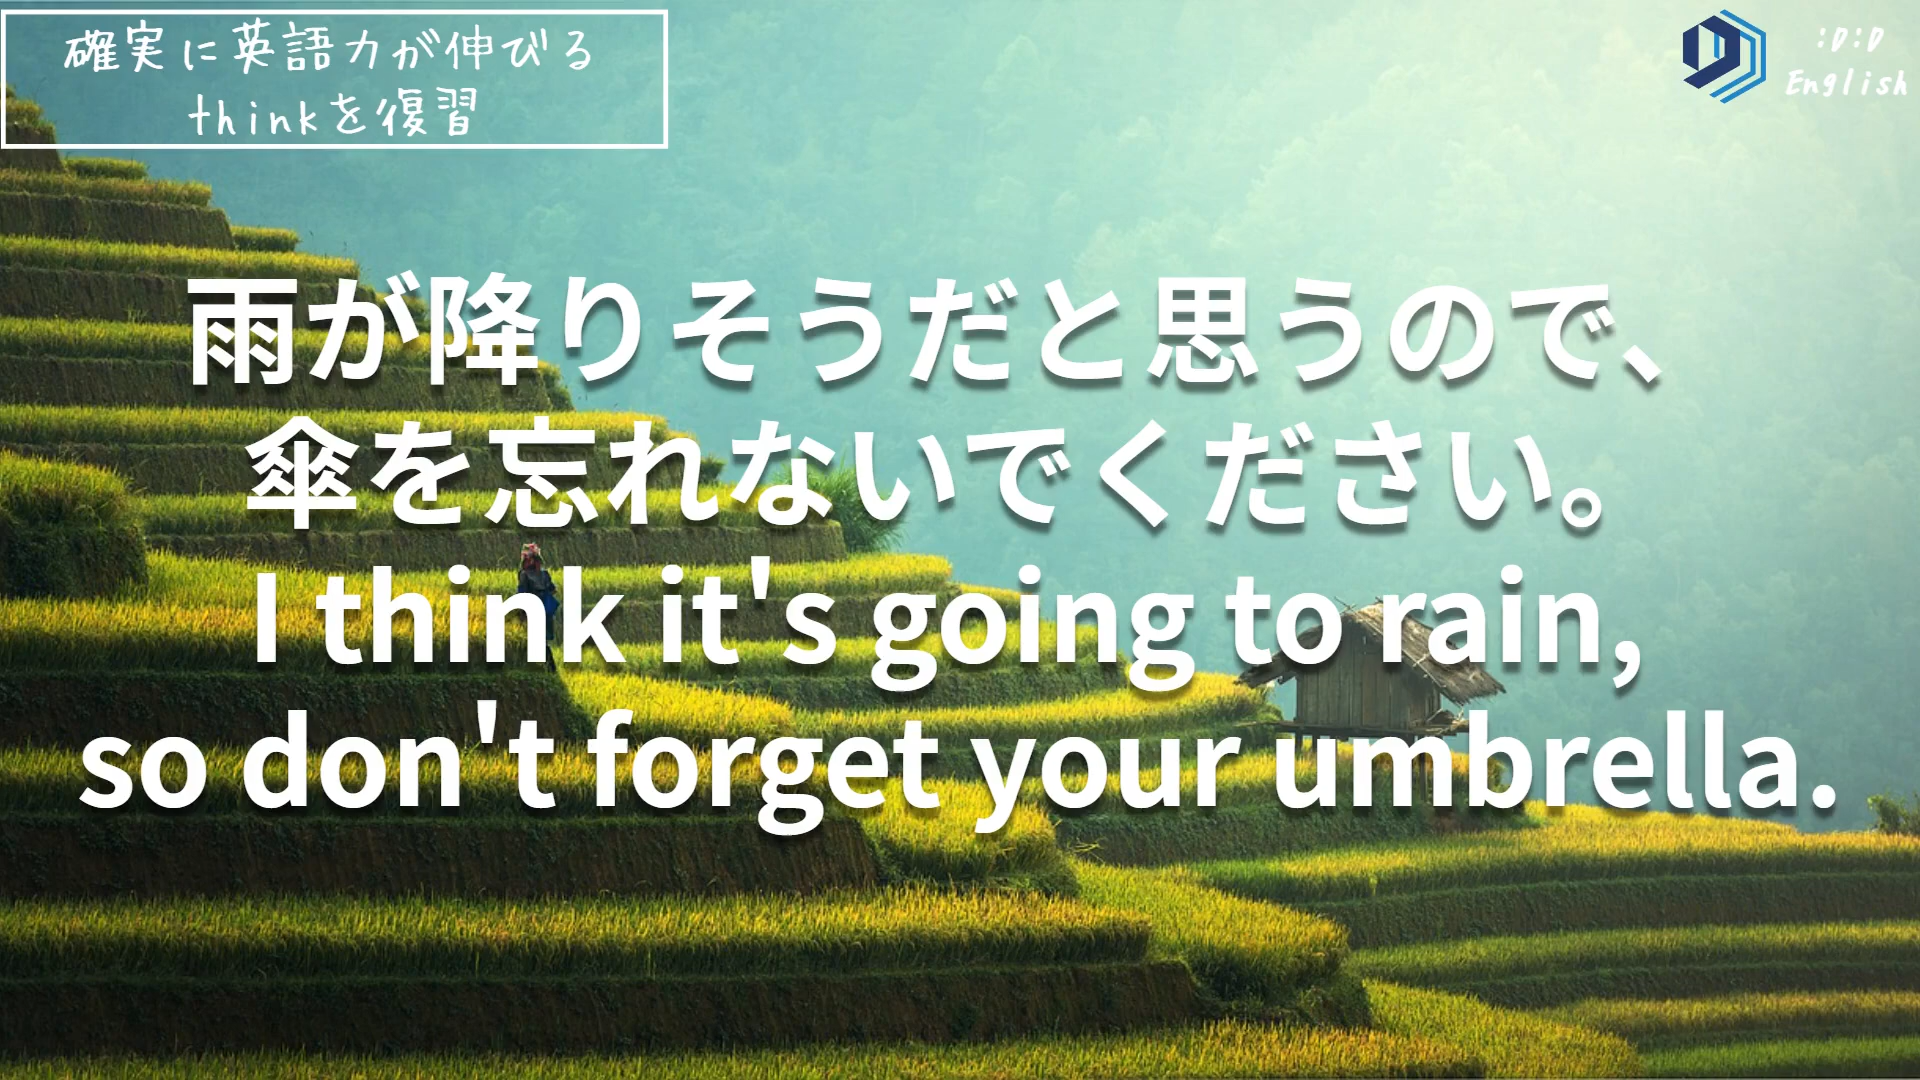 確実に英語力が伸びる
thinkを復習
:D:D
English
雨が降りそうだと思うので、
傘を忘れないでください。
I think it's going to rain,
so don't forget your umbrella.